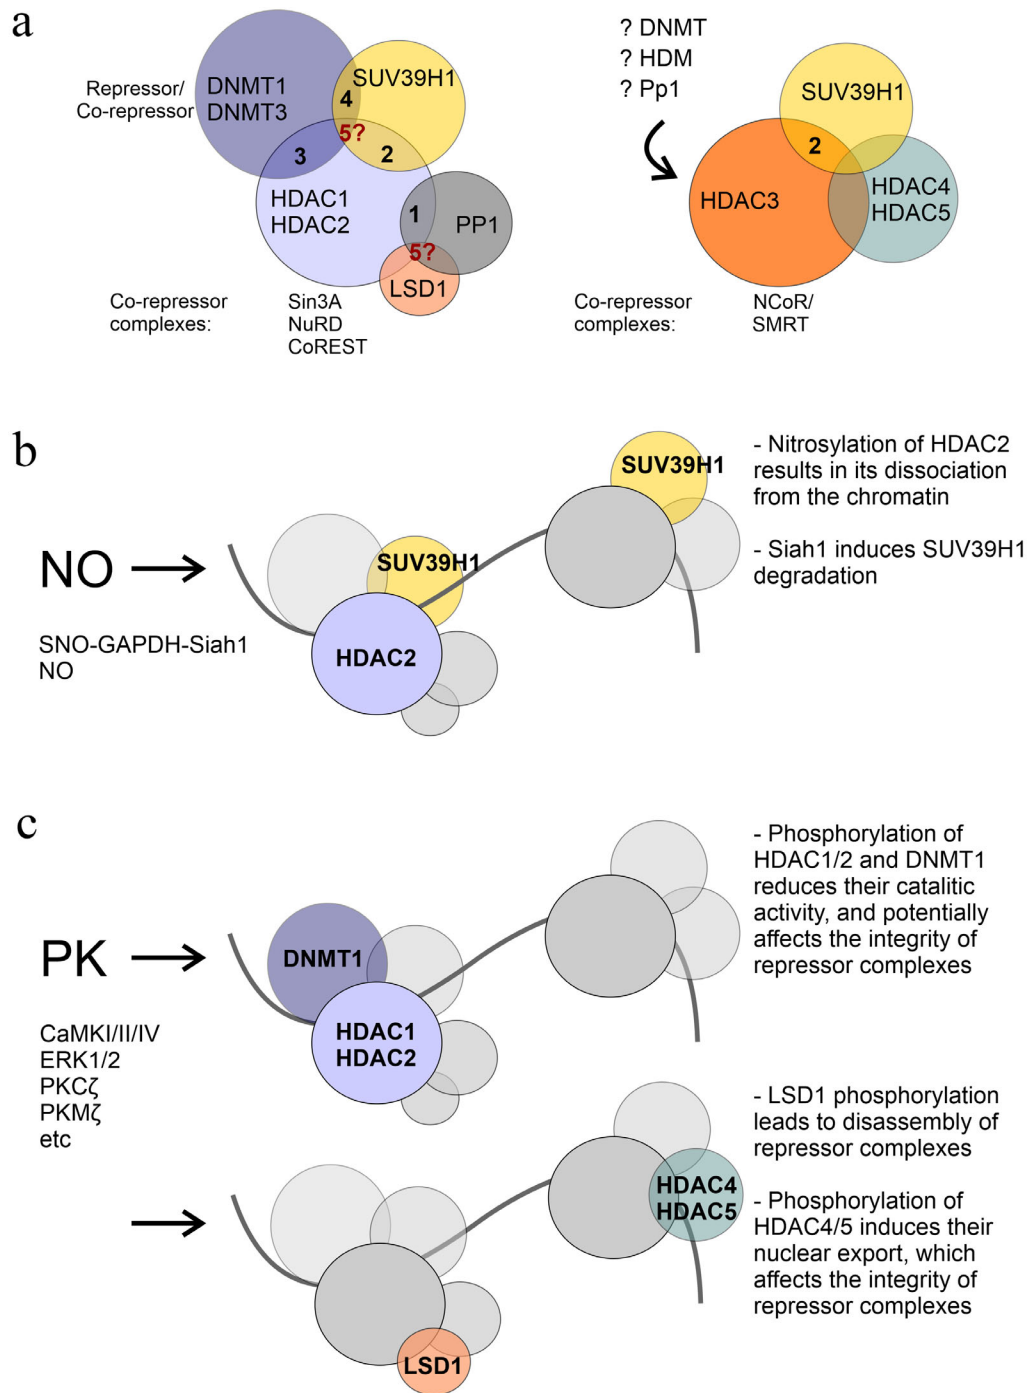 a
Repressor/
Co-repressor
DNMT1
DNMT3
4
SUV39H1
5?
3
2
HDAC1
HDAC2
1
PP1
5?
LSD1
Co-repressor
complexes:
Sin3A
NuRD
CoREST
? DNMT
? HDM
? Pp1
SUV39H1
2
HDAC3
HDAC4
HDAC5
Co-repressor
complexes:
NCoR/
SMRT
b
NO
SNO-GAPDH-Siah1
NO
SUV39H1
HDAC2
SUV39H1
- Nitrosylation of HDAC2
results in its dissociation
from the chromatin
- Siah1 induces SUV39H1
degradation
c
PK
CaMKI/II/IV
ERK1/2
PKCζ
PKMζ
etc
DNMT1
HDAC1
HDAC2
- Phosphorylation of
HDAC1/2 and DNMT1
reduces their catalitic
activity, and potentially
affects the integrity of
repressor complexes
LSD1
HDAC4
HDAC5
- LSD1 phosphorylation
leads to disassembly of
repressor complexes
- Phosphorylation of
HDAC4/5 induces their
nuclear export, which
affects the integrity of
repressor complexes